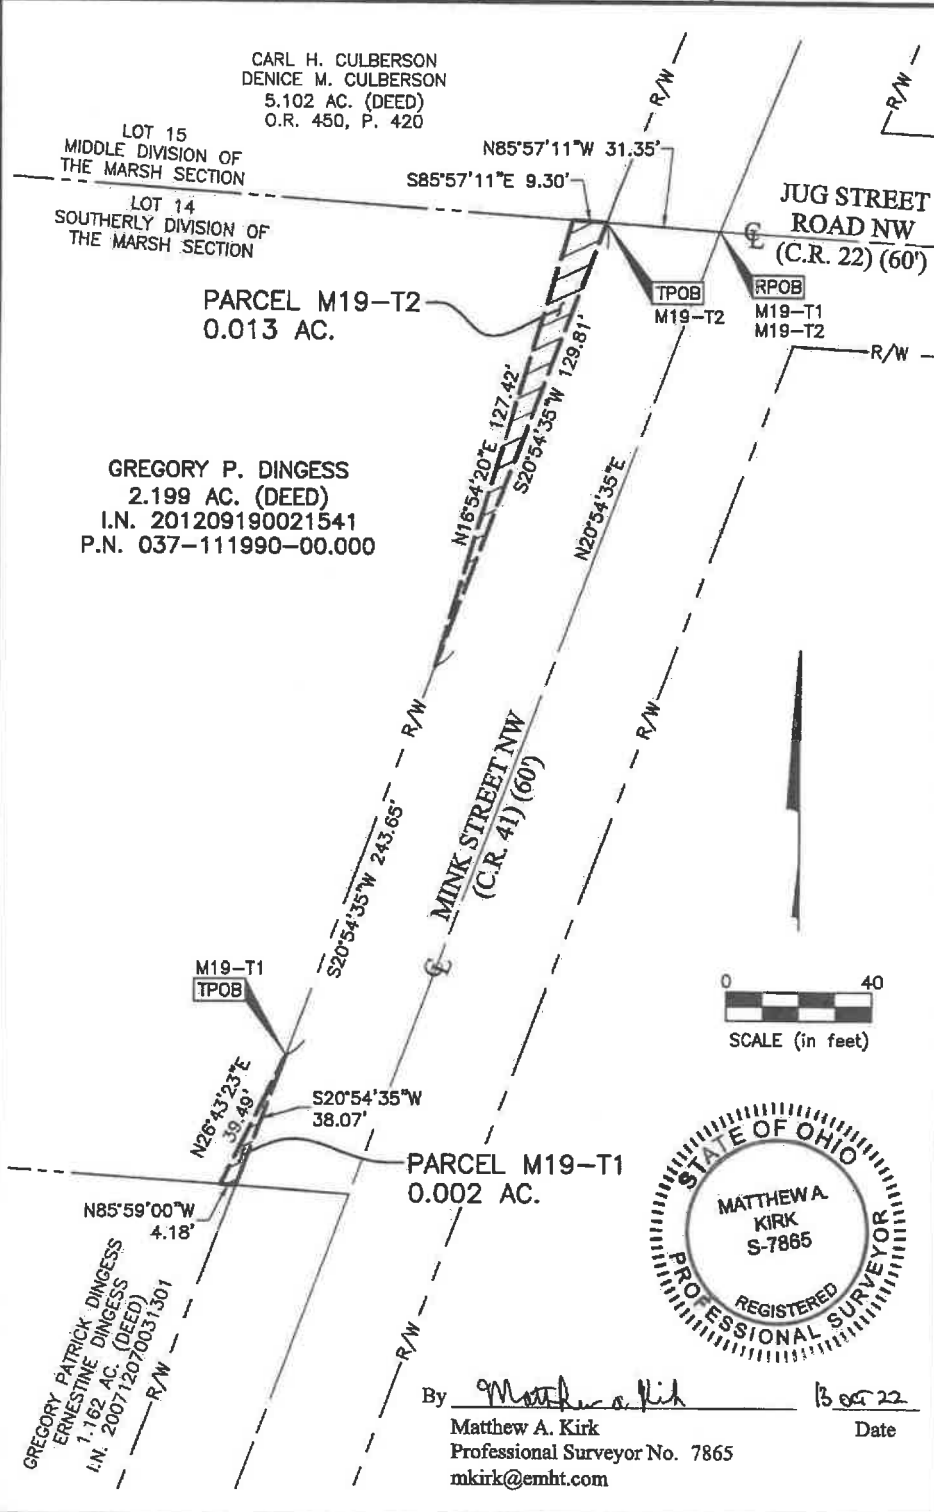 CARL H. CULBERSON
DENICE M. CULBERSON
5.102 AC. (DEED)
O.R. 450, P. 420
R/W
R/W
LOT 15
MIDDLE DIVISION OF
THE MARSH SECTION
LOT 14
SOUTHERLY DIVISION OF
THE MARSH SECTION
N85°57'11"W 31.35'
S85°57'11"E 9.30'
JUG STREET
ROAD NW
(C.R. 22) (60')
℄
TPOB
M19-T2
RPOB
M19-T1
M19-T2
R/W
PARCEL M19-T2
0.013 AC.
N16°54'20"E 127.42'
S20°54'35"W 129.81'
N20°54'35"E
GREGORY P. DINGESS
2.199 AC. (DEED)
I.N. 201209190021541
P.N. 037-111990-00.000
R/W
R/W
MINK STREET NW
(C.R. 41) (60')
℄
S20°54'35"W 243.65'
M19-T1
TPOB
0 40
SCALE (in feet)
N26°43'23"E
39.49'
S20°54'35"W
38.07'
PARCEL M19-T1
0.002 AC.
N85°59'00"W
4.18'
GREGORY PATRICK DINGESS
ERNESTINE DINGESS
1.162 AC. (DEED)
I.N. 200712070031301
R/W
R/W
STATE OF OHIO
MATTHEW A.
KIRK
S-7865
REGISTERED
PROFESSIONAL SURVEYOR
By Matthew A. Kirk 13 OCT 22
Matthew A. Kirk Date
Professional Surveyor No. 7865
mkirk@emht.com